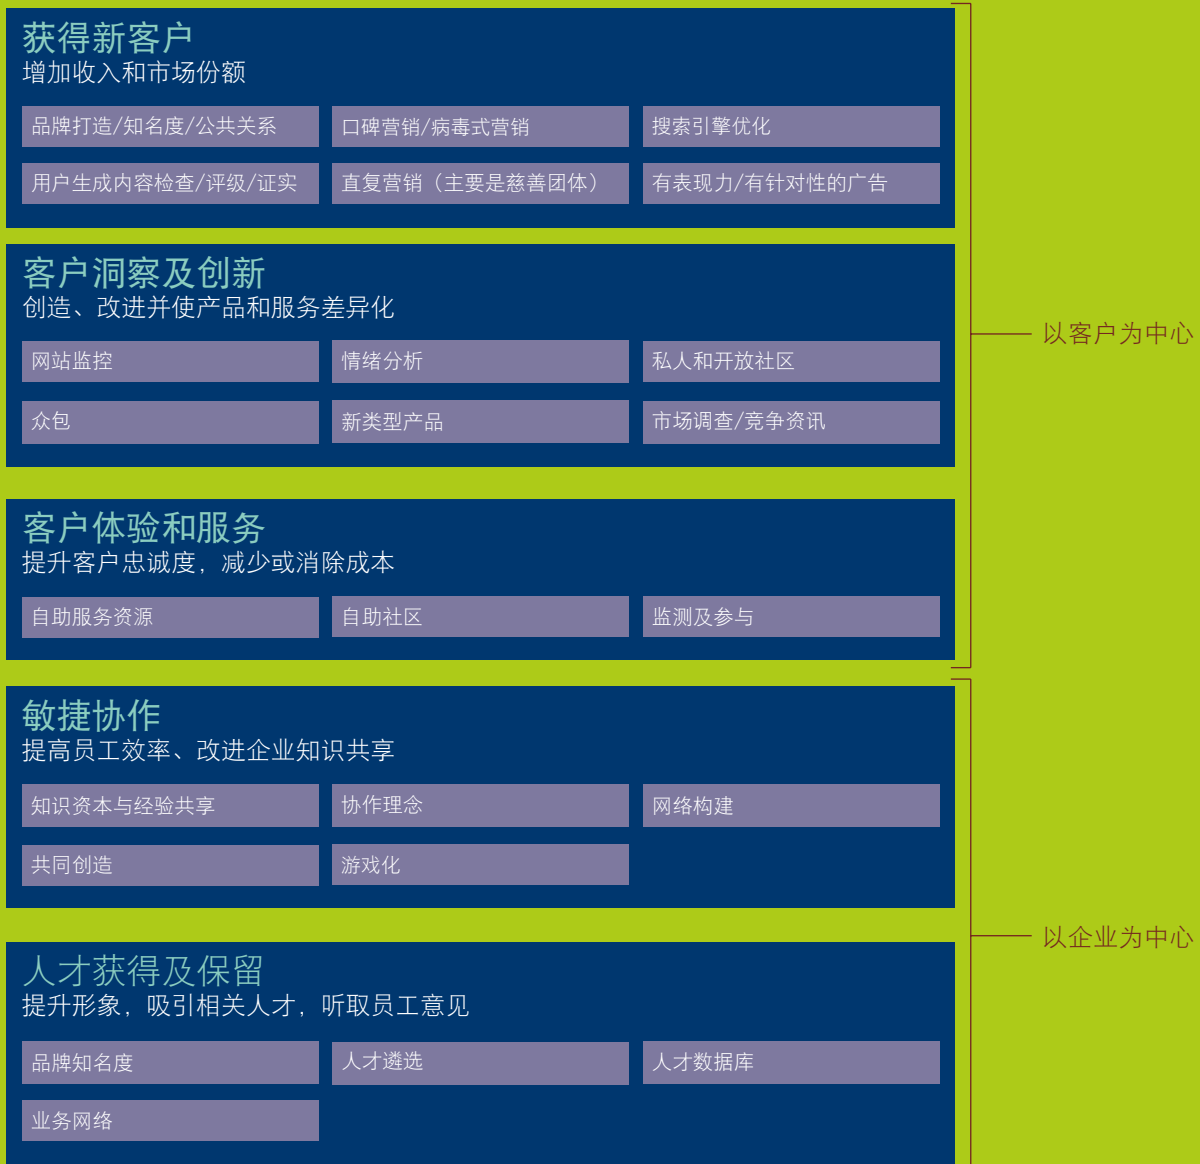 获得新客户
增加收入和市场份额
品牌打造/知名度/公共关系
口碑营销/病毒式营销
搜索引擎优化
用户生成内容检查/评级/证实
直复营销（主要是慈善团体）
有表现力/有针对性的广告
客户洞察及创新
创造、改进并使产品和服务差异化
网站监控
情绪分析
私人和开放社区
众包
新类型产品
市场调查/竞争资讯
以客户为中心
客户体验和服务
提升客户忠诚度，减少或消除成本
自助服务资源
自助社区
监测及参与
敏捷协作
提高员工效率、改进企业知识共享
知识资本与经验共享
协作理念
网络构建
共同创造
游戏化
以企业为中心
人才获得及保留
提升形象，吸引相关人才，听取员工意见
品牌知名度
人才遴选
人才数据库
业务网络